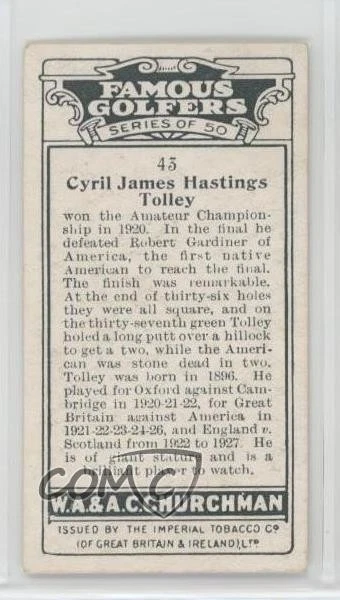 FAMOUS
GOLFERS
SERIES OF 50
43
Cyril James Hastings
Tolley
won the Amateur Champion-
ship in 1920. In the final he
defeated Robert Gardiner of
America, the first native
American to reach the final.
The finish was remarkable.
At the end of thirty-six holes
they were all square, and on
the thirty-seventh green Tolley
holed a long putt over a hillock
to get a two, while the Ameri-
can was stone dead in two.
Tolley was born in 1896. He
played for Oxford against Cam-
bridge in 1920-21-22, for Great
Britain against America in
1921-22-23-24-26, and England v.
Scotland from 1922 to 1927. He
is of giant stature and is a
brilliant player to watch.
COMC
W.A.& A.C.CHURCHMAN
ISSUED BY THE IMPERIAL TOBACCO CO
(OF GREAT BRITAIN & IRELAND), LTD